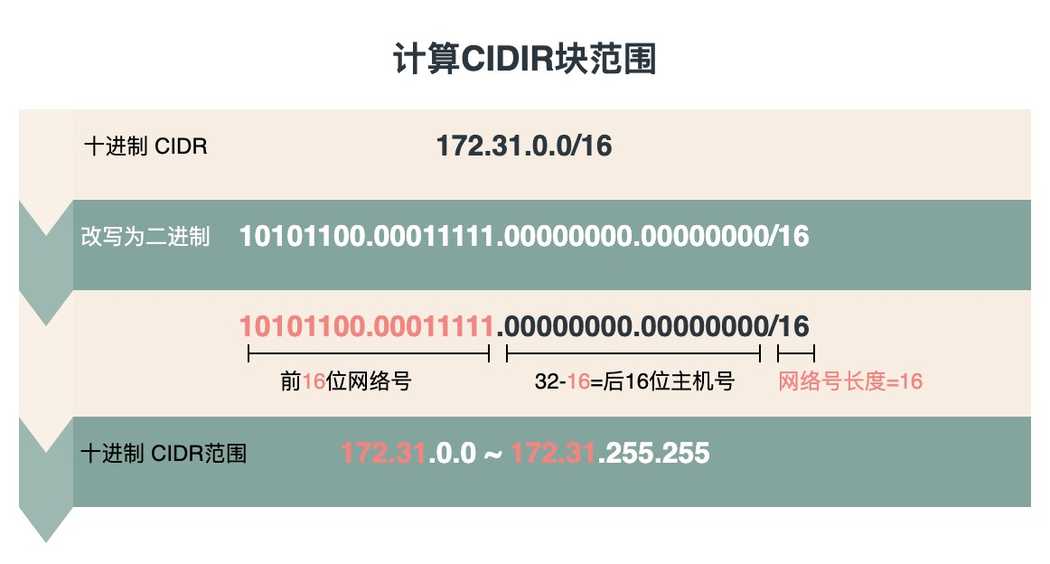 计算CIDIR块范围
十进制 CIDR 172.31.0.0/16
改写为二进制 10101100.00011111.00000000.00000000/16
10101100.00011111.00000000.00000000/16
前16位网络号 32-16=后16位主机号 网络号长度=16
十进制 CIDR范围 172.31.0.0 ~ 172.31.255.255